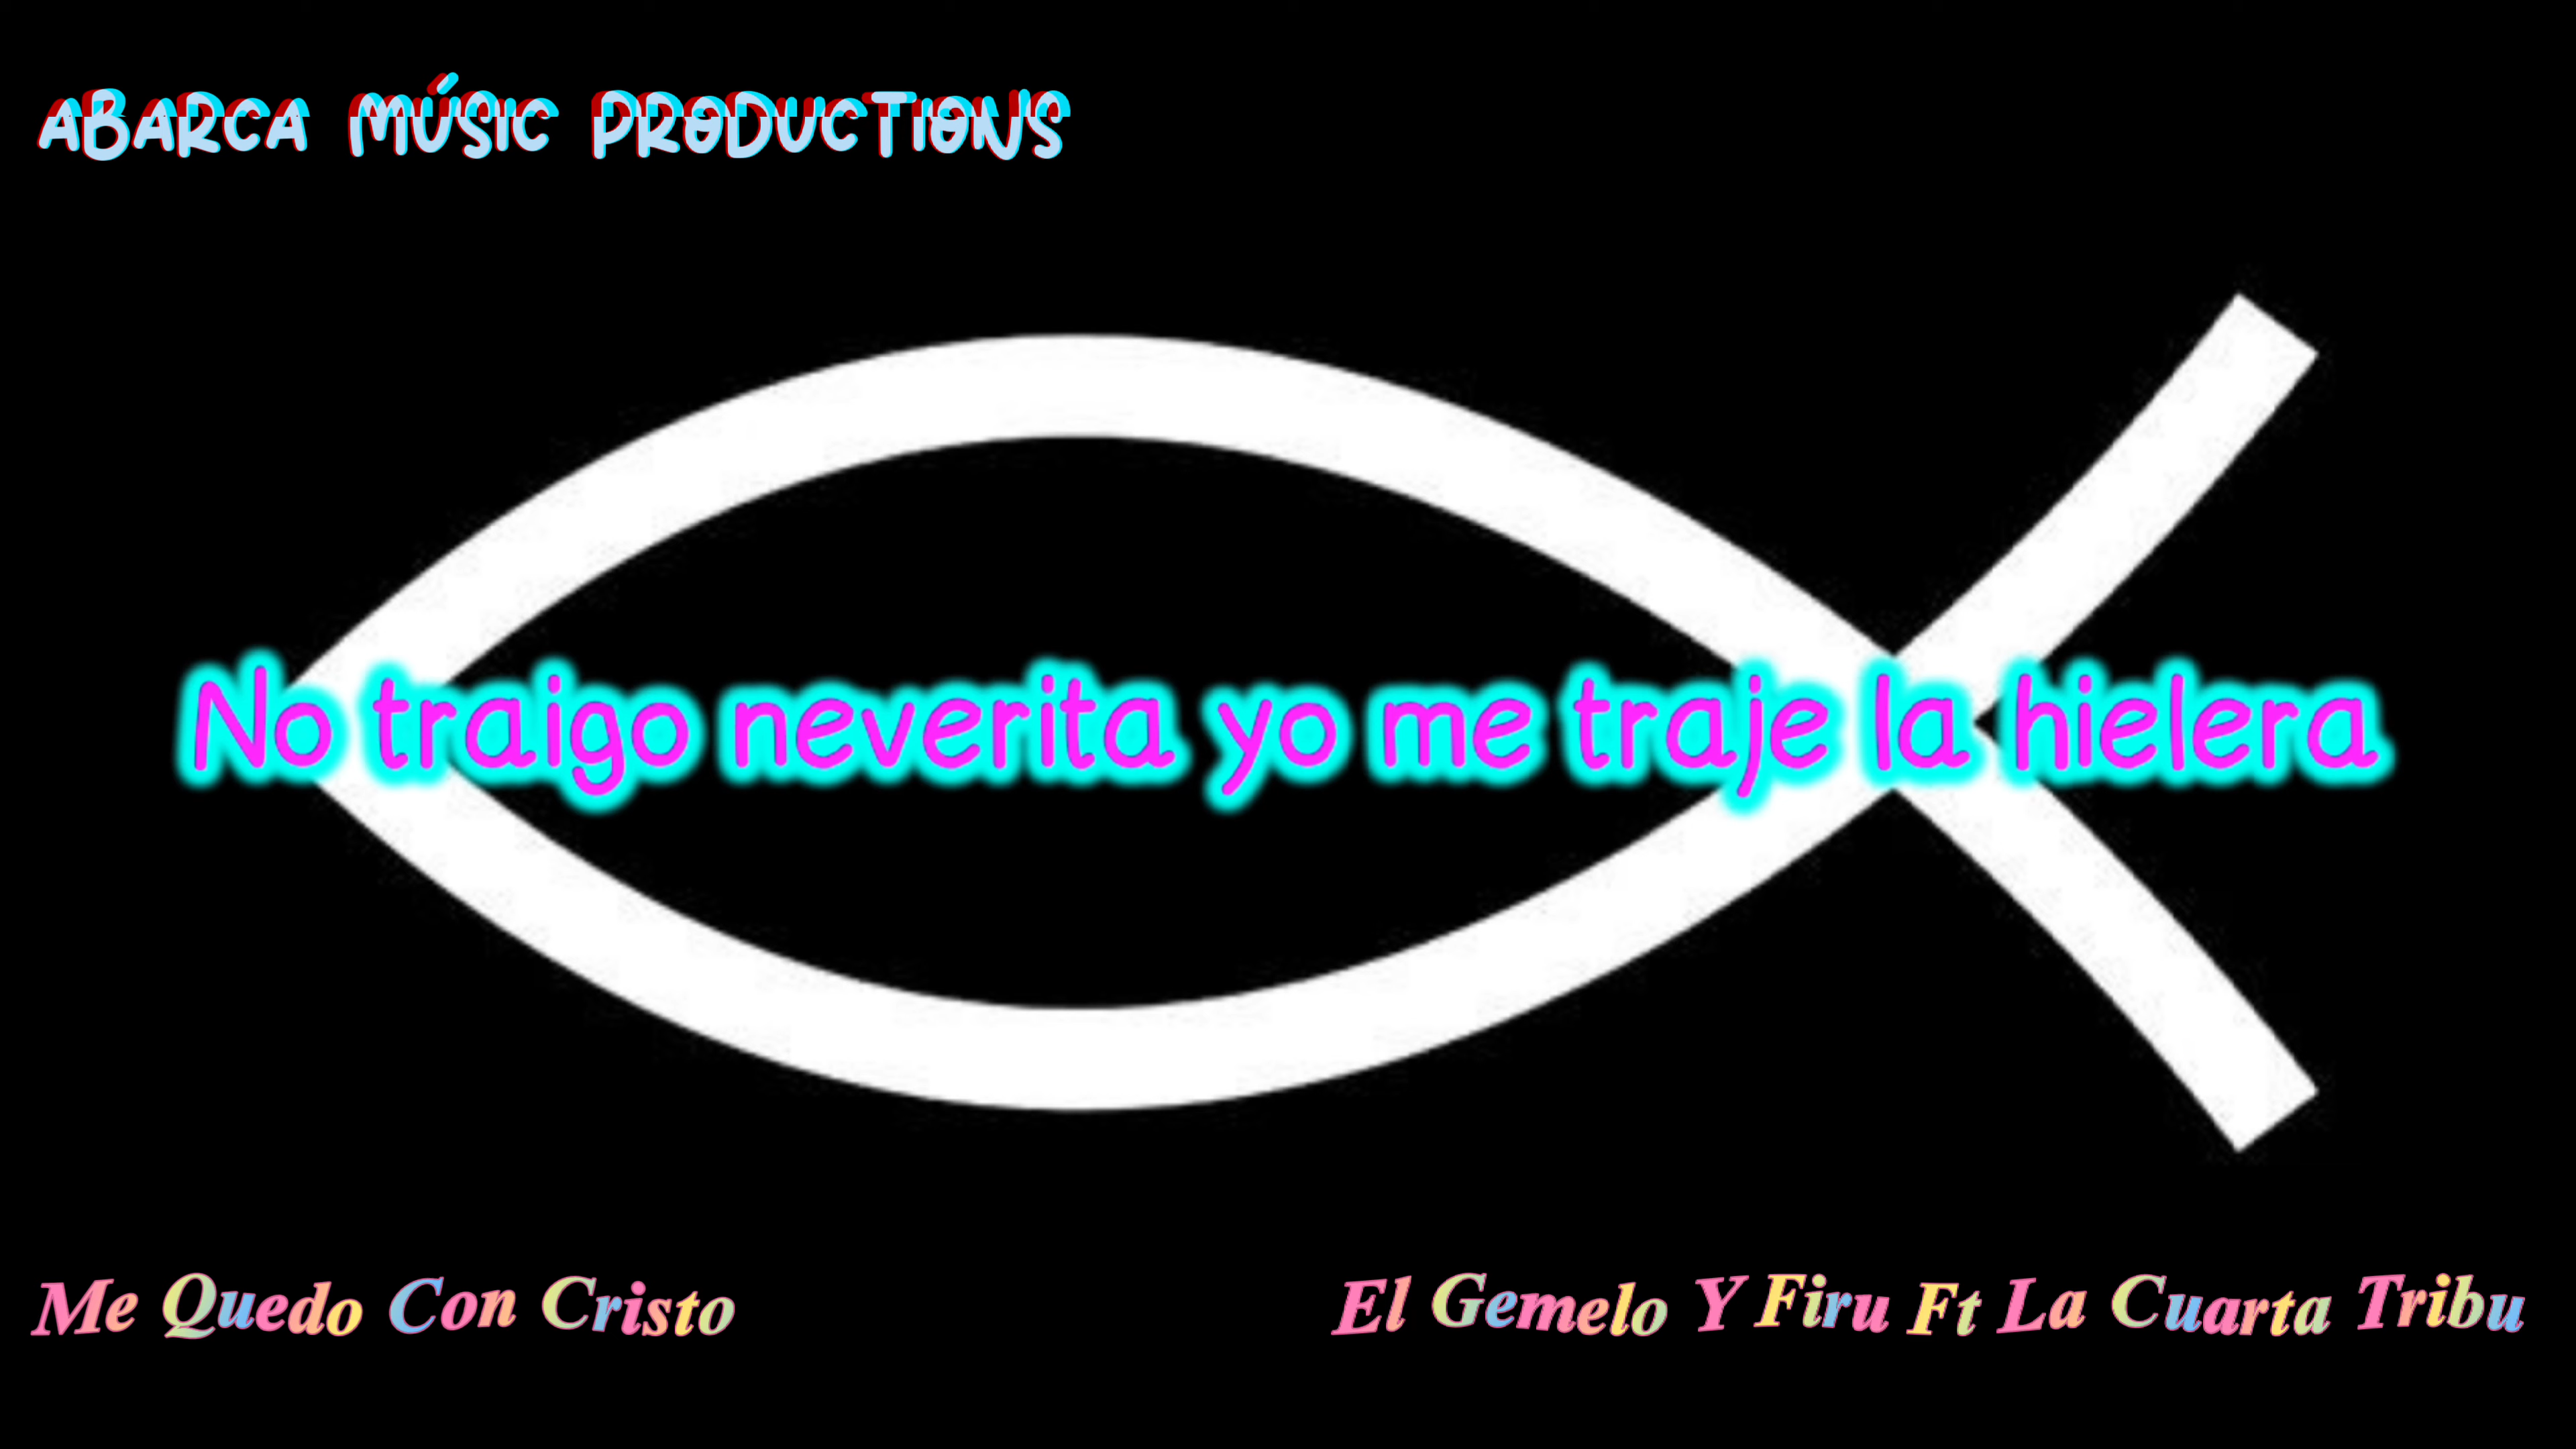 ABARCA MÚSIC PRODUCTIONS
No traigo neverita yo me traje la hielera
Me Quedo Con Cristo
El Gemelo Y Firu Ft La Cuarta Tribu